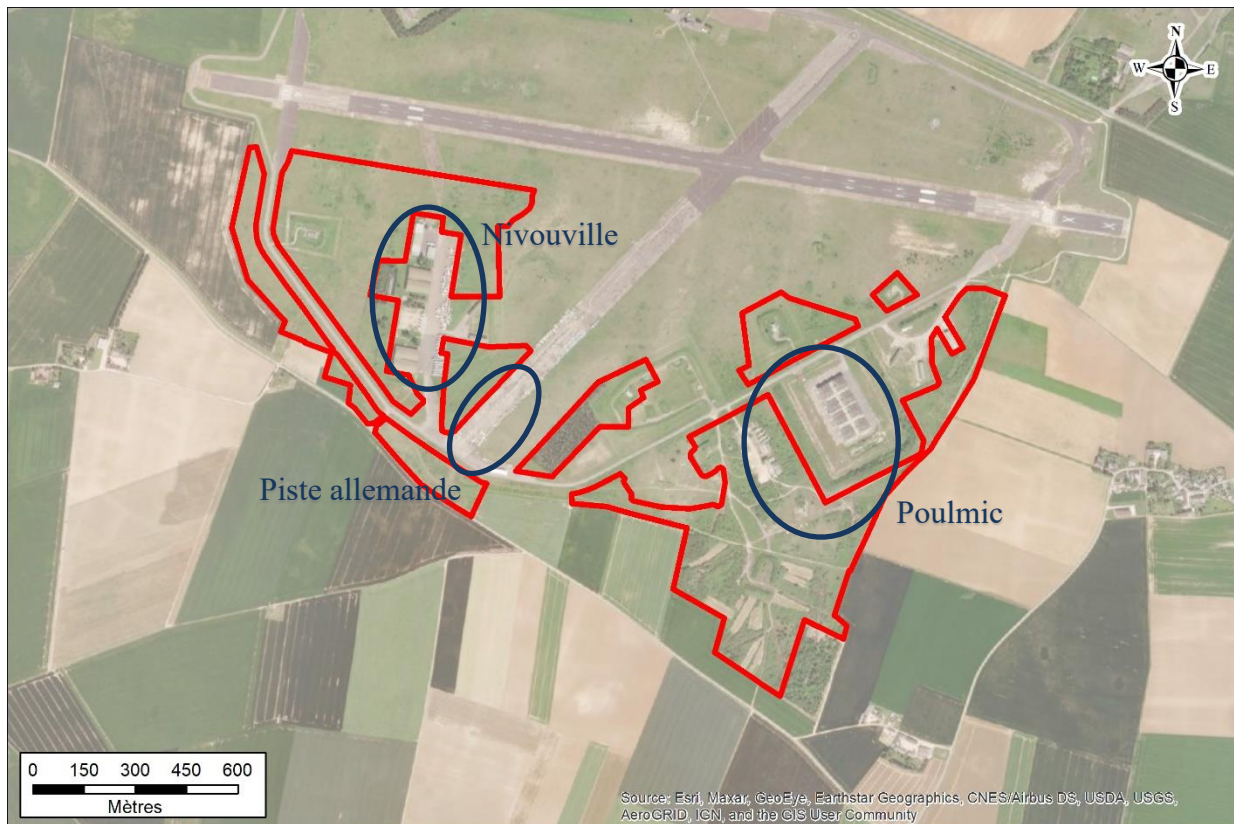 N
W E
S
Nivouville
Piste allemande
Poulmic
0 150 300 450 600
Mètres
Source: Esri, Maxar, GeoEye, Earthstar Geographics, CNES/Airbus DS, USDA, USGS,
AeroGRID, IGN, and the GIS User Community